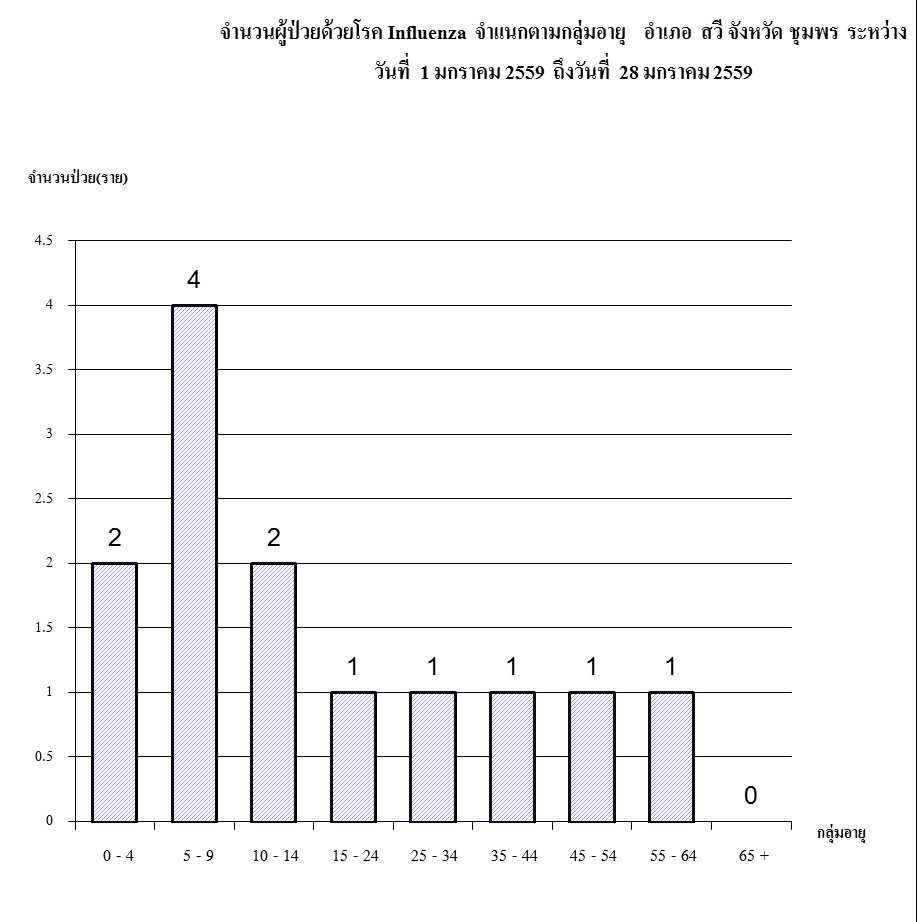 จำนวนผู้ป่วยด้วยโรค Influenza จำแนกตามกลุ่มอายุ อำเภอ สวี จังหวัด ชุมพร ระหว่าง
วันที่ 1 มกราคม 2559 ถึงวันที่ 28 มกราคม 2559
จำนวนป่วย(ราย)
4.5
4
3.5
3
2.5
2
1.5
1
0.5
0
2
4
2
1
1
1
1
1
0
0 - 4
5 - 9
10 - 14
15 - 24
25 - 34
35 - 44
45 - 54
55 - 64
65 +
กลุ่มอายุ